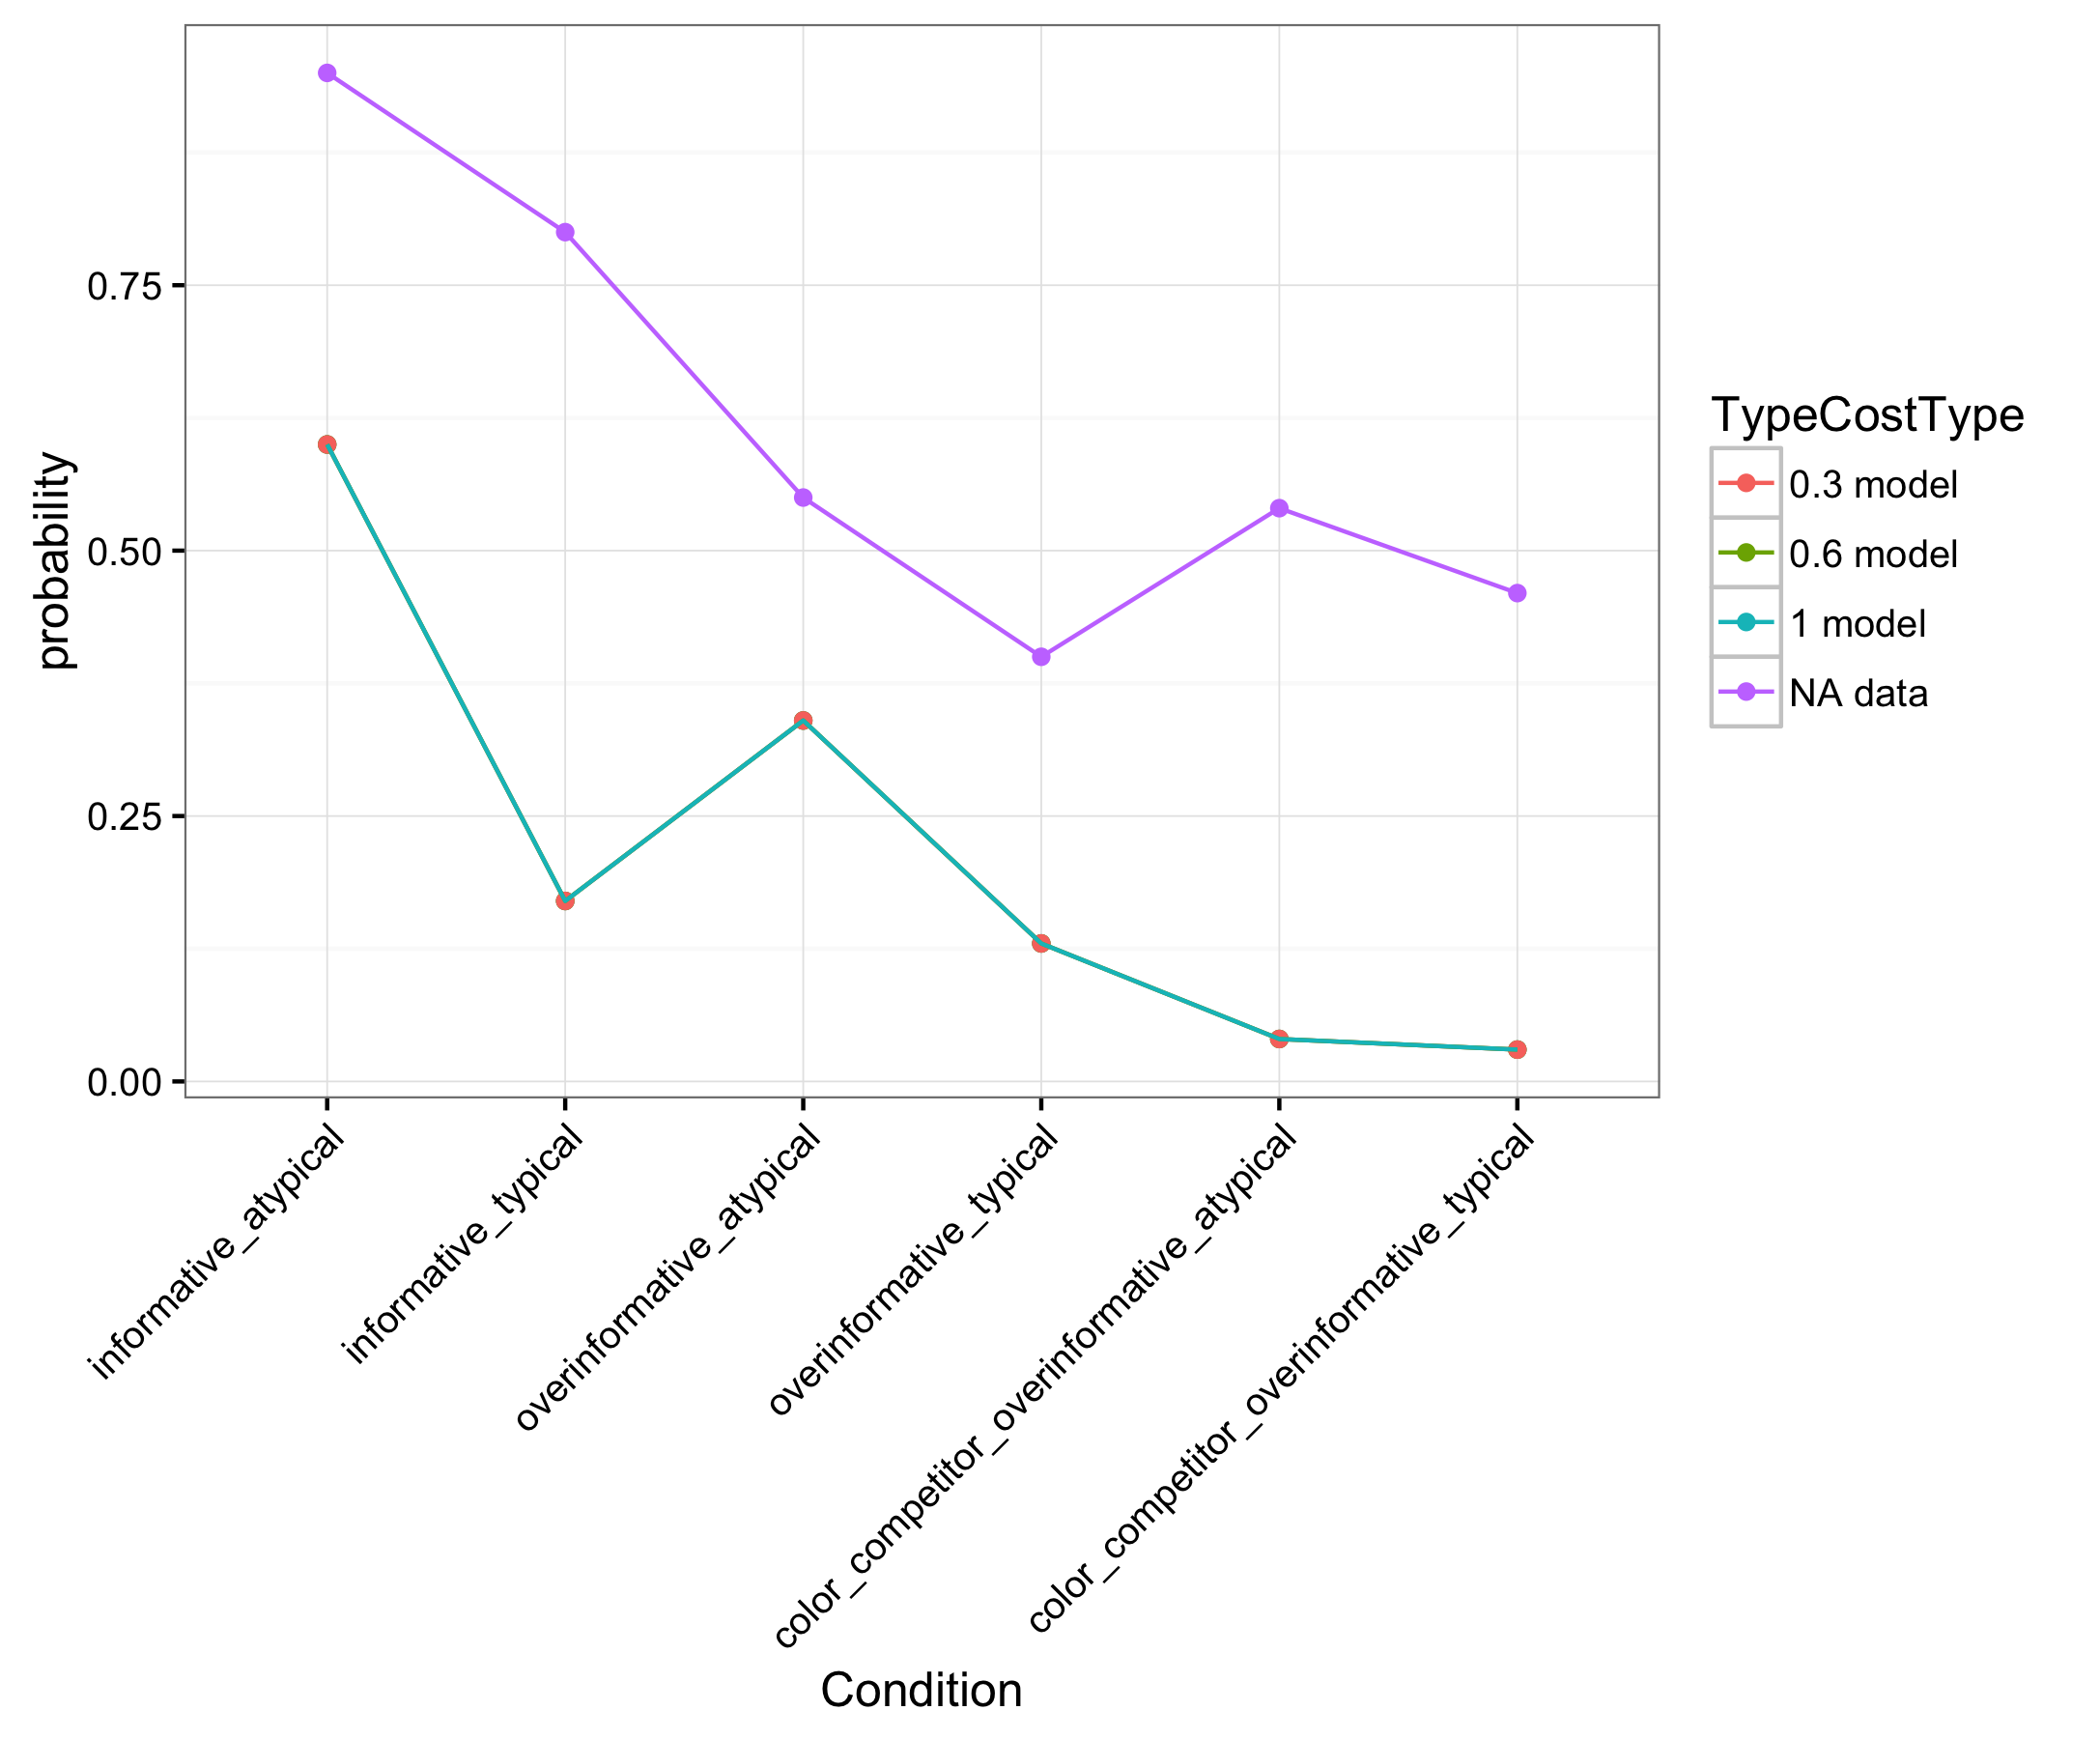 probability
0.75
0.50
0.25
0.00
informative_atypical
informative_typical
overinformative_atypical
overinformative_typical
color_competitor_overinformative_atypical
color_competitor_overinformative_typical
Condition
TypeCostType
0.3 model
0.6 model
1 model
NA data